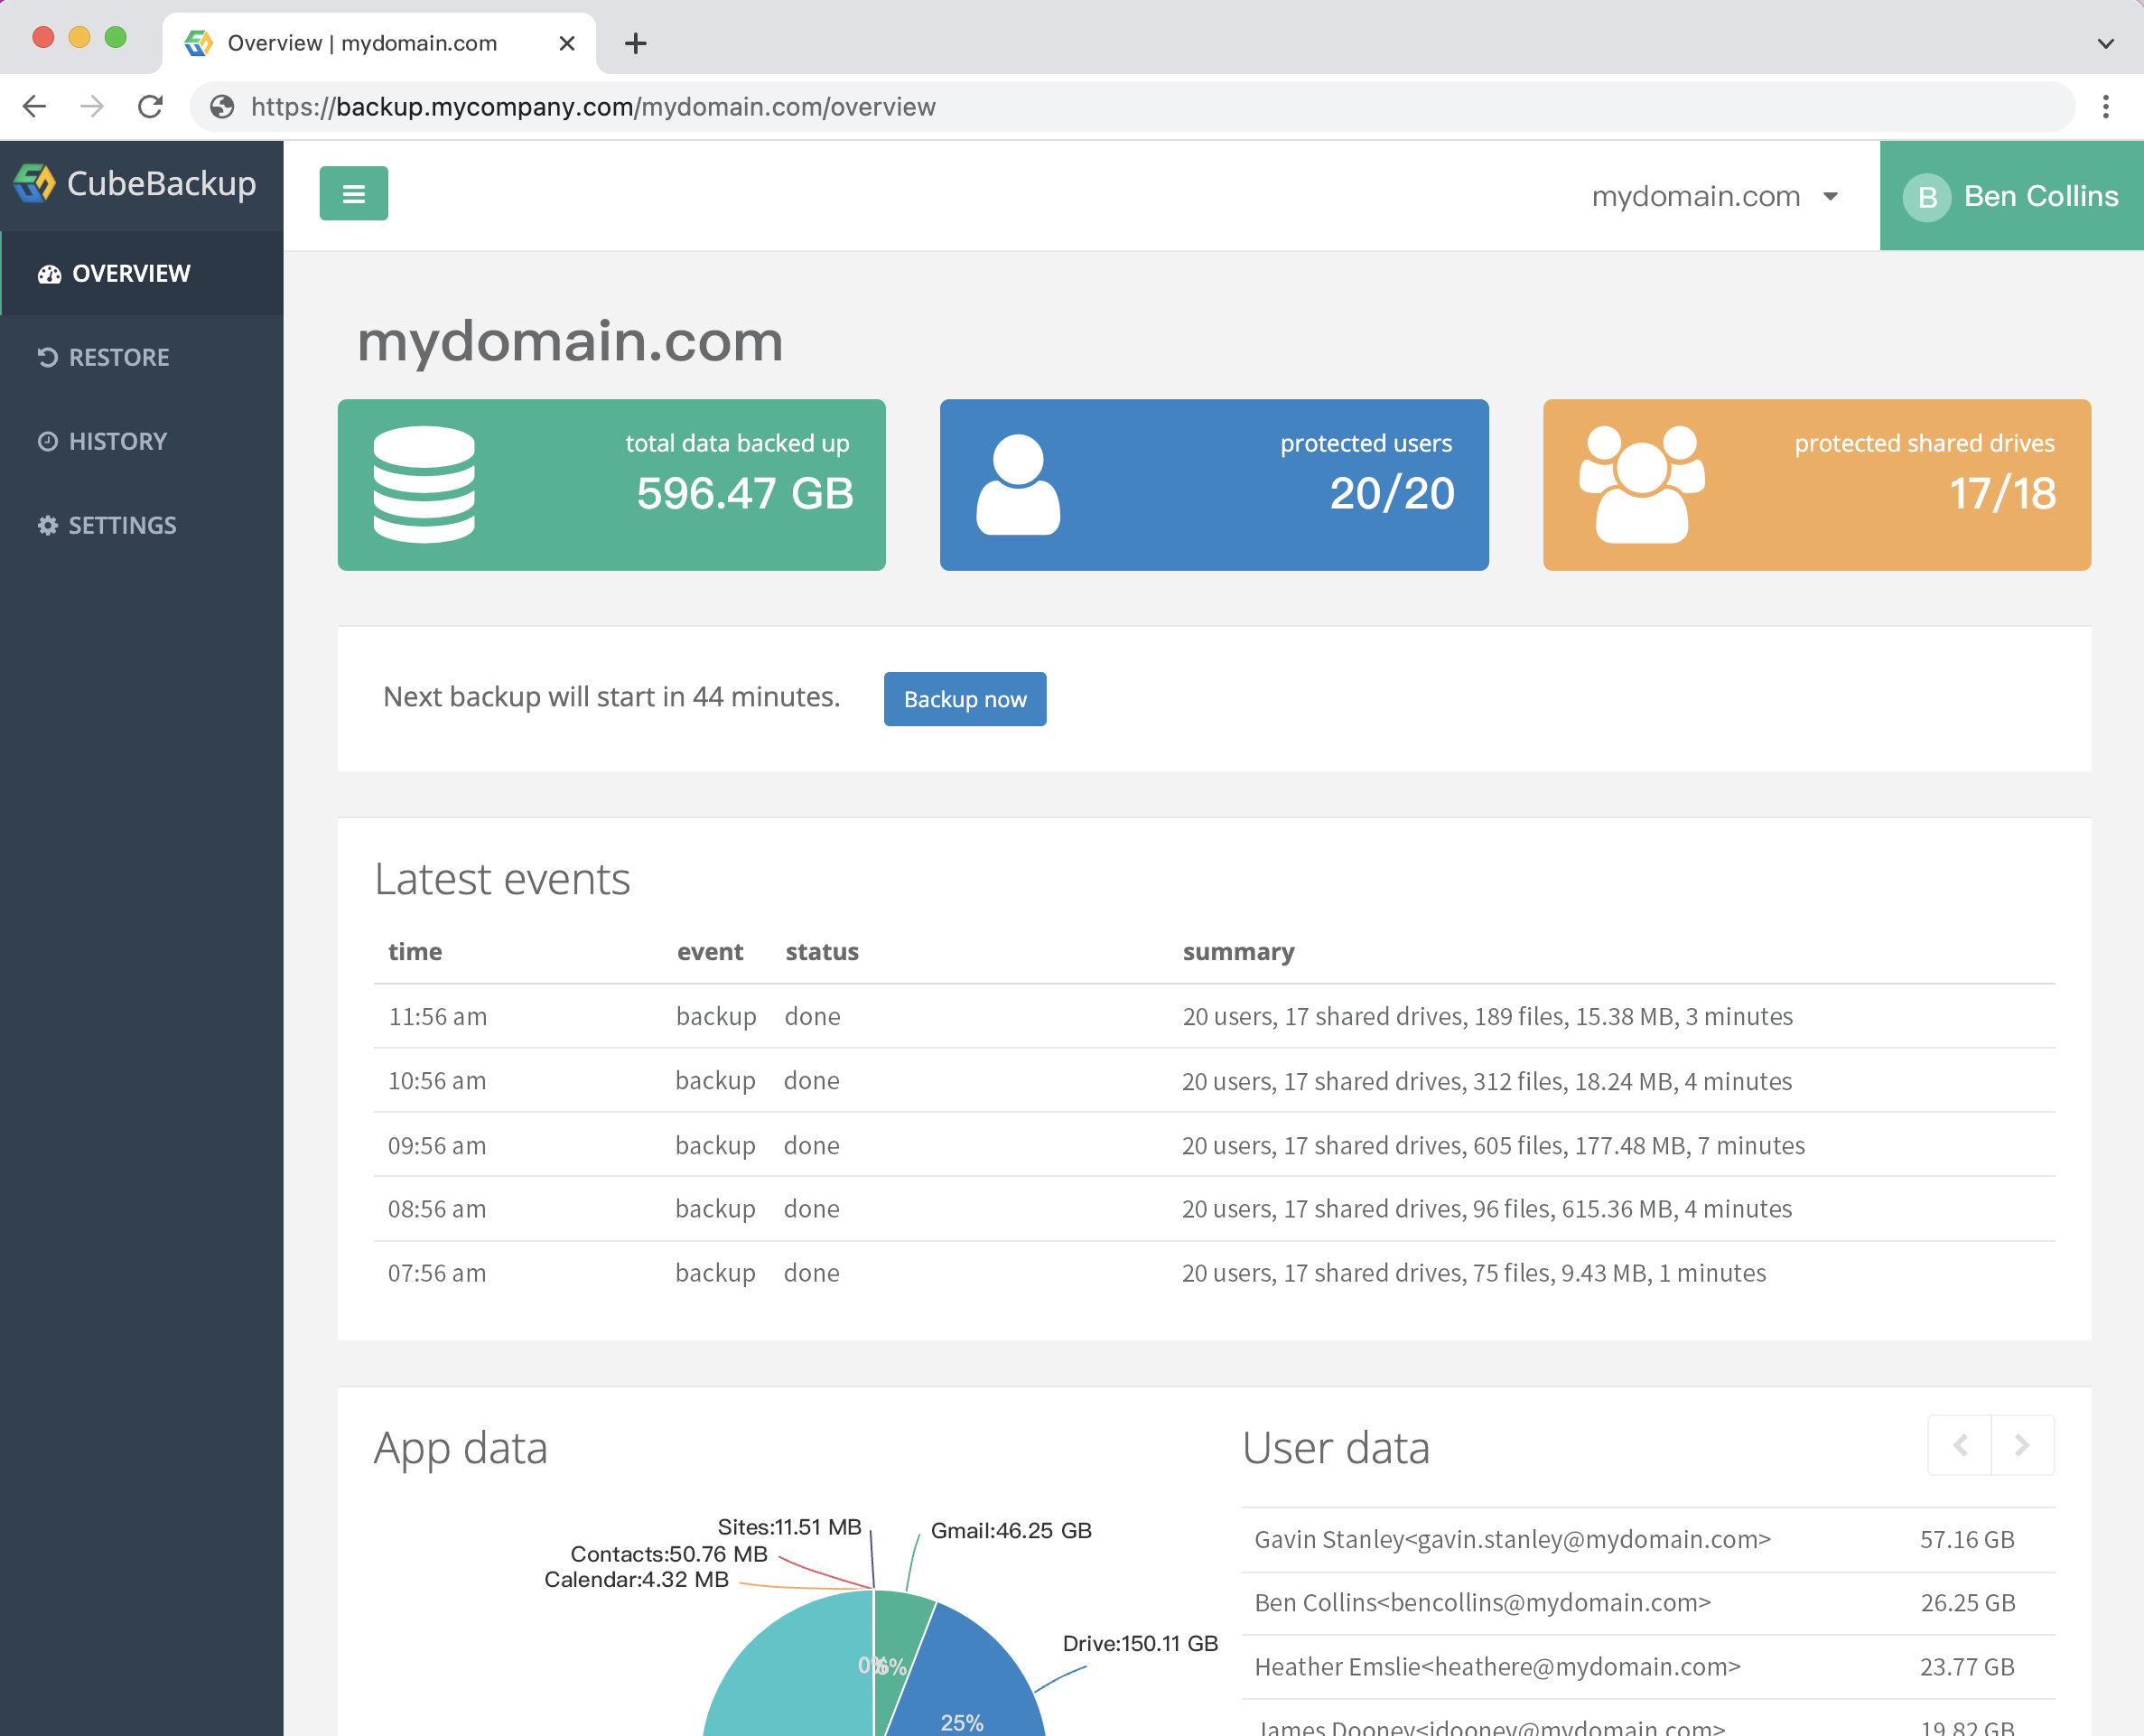 Overview | mydomain.com
https://backup.mycompany.com/mydomain.com/overview
CubeBackup
mydomain.com
B Ben Collins
OVERVIEW
RESTORE
HISTORY
SETTINGS
mydomain.com
total data backed up
596.47 GB
protected users
20/20
protected shared drives
17/18
Next backup will start in 44 minutes.
Backup now
Latest events
time event status summary
11:56 am backup done 20 users, 17 shared drives, 189 files, 15.38 MB, 3 minutes
10:56 am backup done 20 users, 17 shared drives, 312 files, 18.24 MB, 4 minutes
09:56 am backup done 20 users, 17 shared drives, 605 files, 177.48 MB, 7 minutes
08:56 am backup done 20 users, 17 shared drives, 96 files, 615.36 MB, 4 minutes
07:56 am backup done 20 users, 17 shared drives, 75 files, 9.43 MB, 1 minutes
App data
Sites:11.51 MB
Gmail:46.25 GB
Contacts:50.76 MB
Calendar:4.32 MB
Drive:150.11 GB
25%
User data
Gavin Stanley<gavin.stanley@mydomain.com> 57.16 GB
Ben Collins<bencollins@mydomain.com> 26.25 GB
Heather Emslie<heathere@mydomain.com> 23.77 GB
James Dooney<jdooney@mydomain.com> 19.82 GB